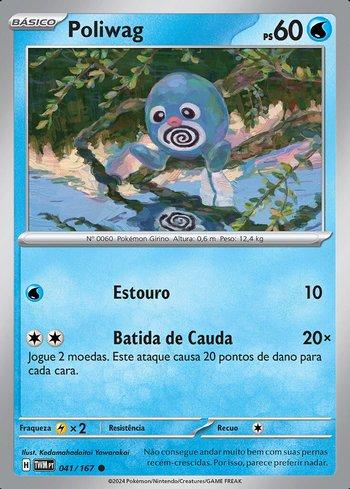 BÁSICO
Poliwag
PS60
Nº 0060 Pokémon Girino Altura: 0,6 m Peso: 12,4 kg
Estouro 10
Batida de Cauda 20×
Jogue 2 moedas. Este ataque causa 20 pontos de dano para
cada cara.
Fraqueza ×2 Resistência Recuo
Ilust. Kodamahadaitai Yawarakai
H TWM PT 041/167
Não consegue andar muito bem com suas pernas
recém-crescidas. Por isso, parece preferir nadar.
©2024 Pokémon/Nintendo/Creatures/GAME FREAK